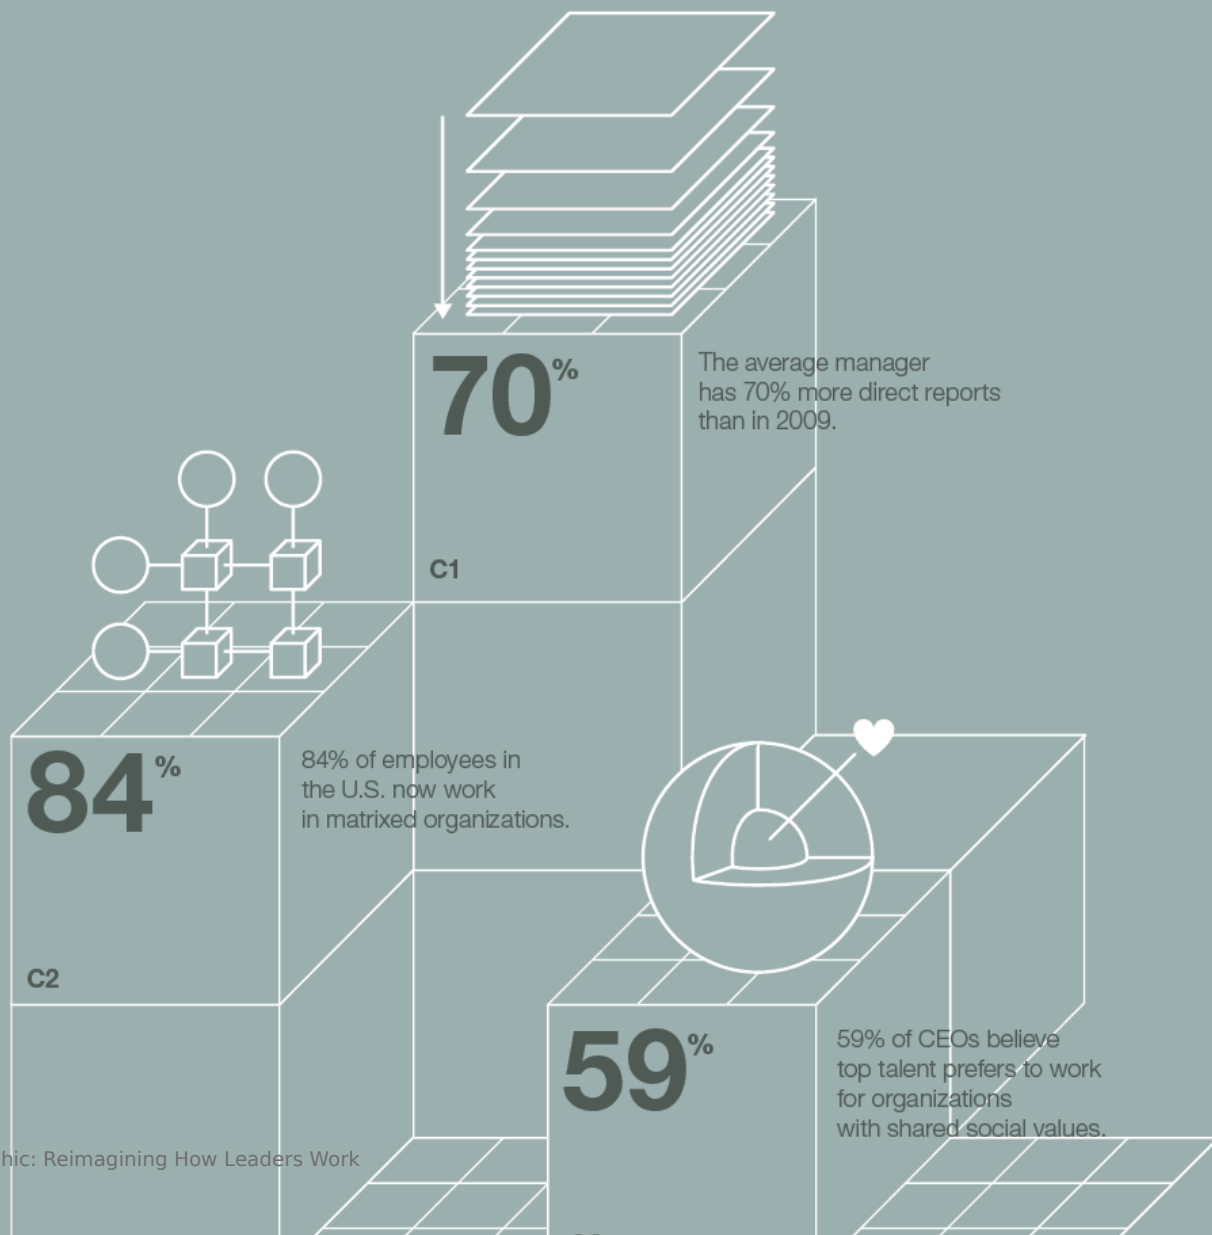 70%
The average manager
has 70% more direct reports
than in 2009.
C1
84%
84% of employees in
the U.S. now work
in matrixed organizations.
C2
59%
59% of CEOs believe
top talent prefers to work
for organizations
with shared social values.
hic: Reimagining How Leaders Work